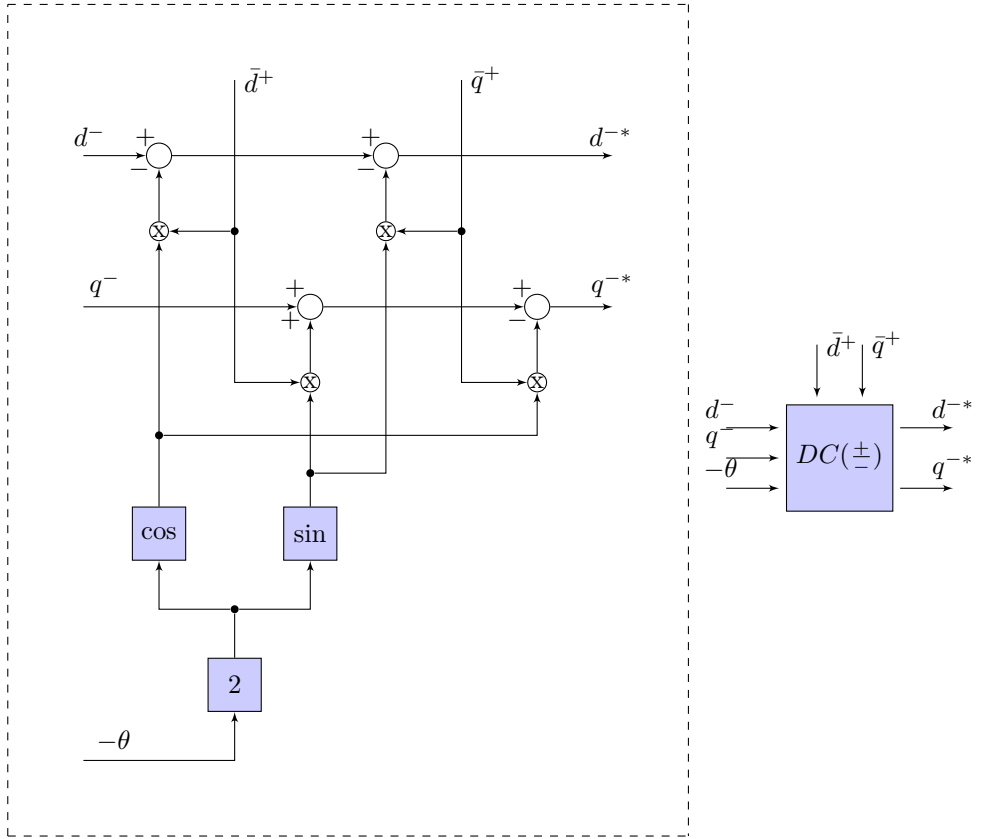 d̄⁺ q̄⁺
d⁻ + + d⁻*
− −
x x
q⁻ + + q⁻*
+ −
d̄⁺ q̄⁺
x x
d⁻ d⁻*
q⁻
DC(+/−)
−θ q⁻*
cos sin
2
−θ